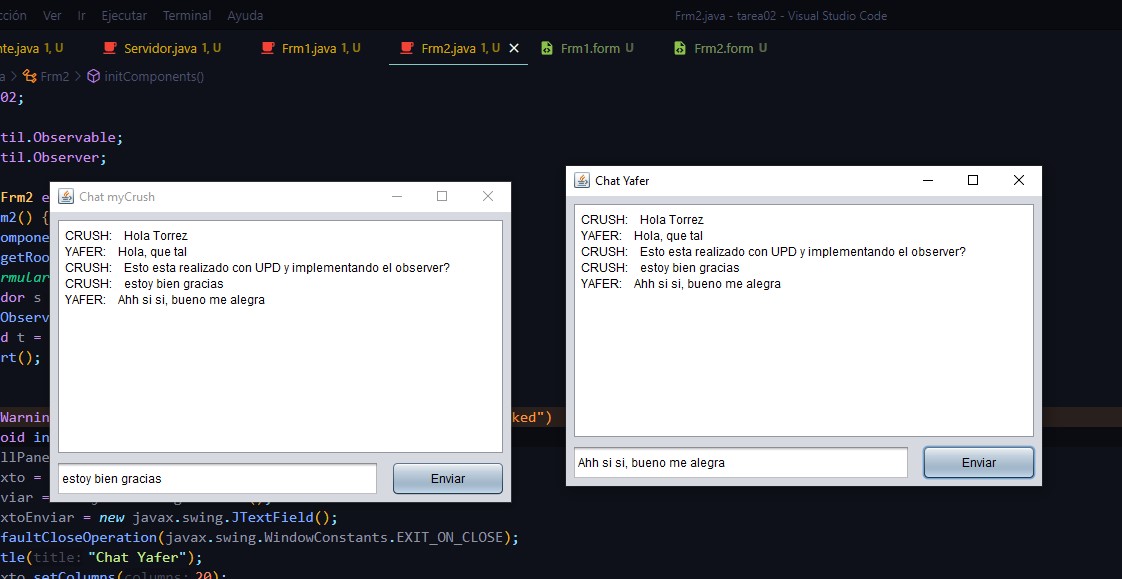 cción Ver Ir Ejecutar Terminal Ayuda Frm2.java - tarea02 - Visual Studio Code
nte.java 1, U Servidor.java 1, U Frm1.java 1, U Frm2.java 1, U Frm1.form U Frm2.form U
a > Frm2 > initComponents()
02;
til.Observable;
til.Observer;
Frm2 e
m2() {
ompone
getRoo
rmular
dor s
Observ
d t =
rt();
Warnin ked")
oid in
llPane
xto =
viar =
xtoEnviar = new javax.swing.JTextField();
faultCloseOperation(javax.swing.WindowConstants.EXIT_ON_CLOSE);
tle(title: "Chat Yafer");
xto.setColumns(columns: 20);
Chat myCrush
CRUSH: Hola Torrez
YAFER: Hola, que tal
CRUSH: Esto esta realizado con UPD y implementando el observer?
CRUSH: estoy bien gracias
YAFER: Ahh si si, bueno me alegra
estoy bien gracias Enviar
Chat Yafer
CRUSH: Hola Torrez
YAFER: Hola, que tal
CRUSH: Esto esta realizado con UPD y implementando el observer?
CRUSH: estoy bien gracias
YAFER: Ahh si si, bueno me alegra
Ahh si si, bueno me alegra Enviar